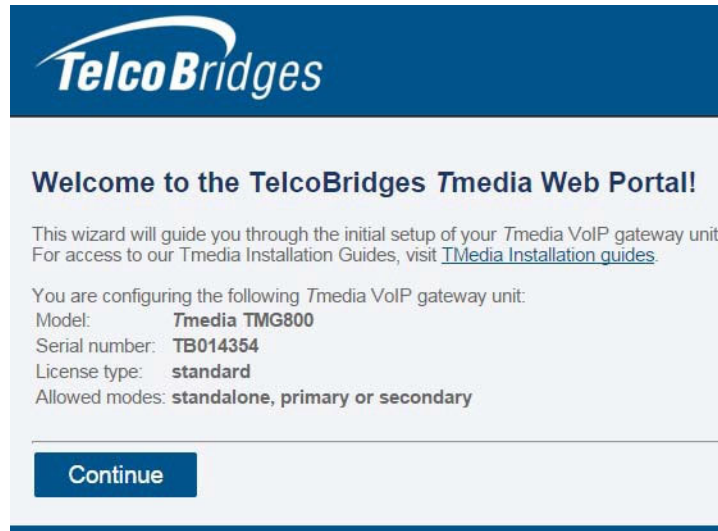 TelcoBridges
Welcome to the TelcoBridges Tmedia Web Portal!
This wizard will guide you through the initial setup of your Tmedia VoIP gateway unit
For access to our Tmedia Installation Guides, visit TMedia Installation guides.
You are configuring the following Tmedia VoIP gateway unit:
Model: Tmedia TMG800
Serial number: TB014354
License type: standard
Allowed modes: standalone, primary or secondary
Continue